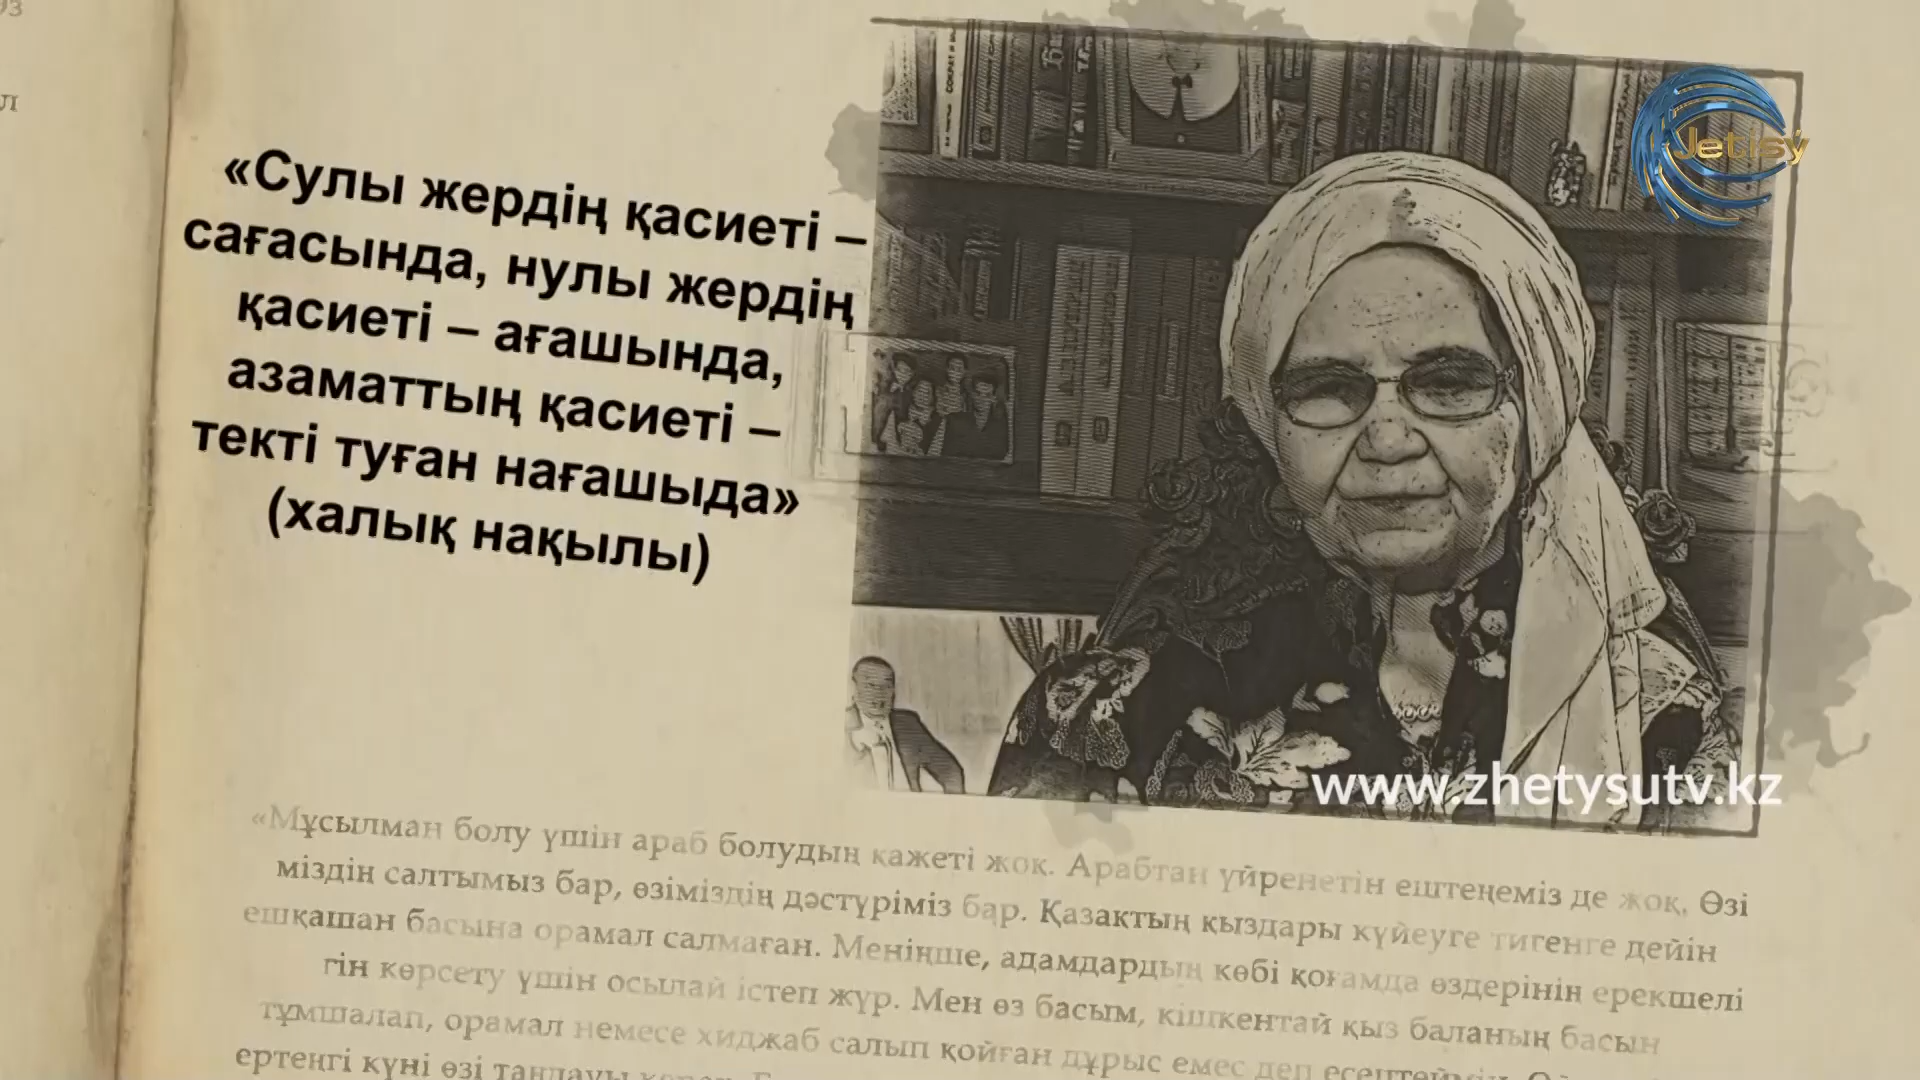 Jetisý
«Сулы жердің қасиеті –
сағасында, нулы жердің
қасиеті – ағашында,
азаматтың қасиеті –
текті туған нағашыда»
(халық нақылы)
www.zhetysutv.kz
«Мұсылман болу үшін араб болудың қажеті жоқ. Арабтан үйренетін ештеңеміз де жоқ. Өзі
міздің салтымыз бар, өзіміздің дәстүріміз бар. Қазақтың қыздары күйеуге тигенге дейін
ешқашан басына орамал салмаған. Меніңше, адамдардың көбі қоғамда өздерінің ерекшелі
гін көрсету үшін осылай істеп жүр. Мен өз басым, кішкентай қыз баланың басын
тұмшалап, орамал немесе хиджаб салып қойған дұрыс емес деп есептеймін.
ертеңгі күні өзі таңдауы керек.